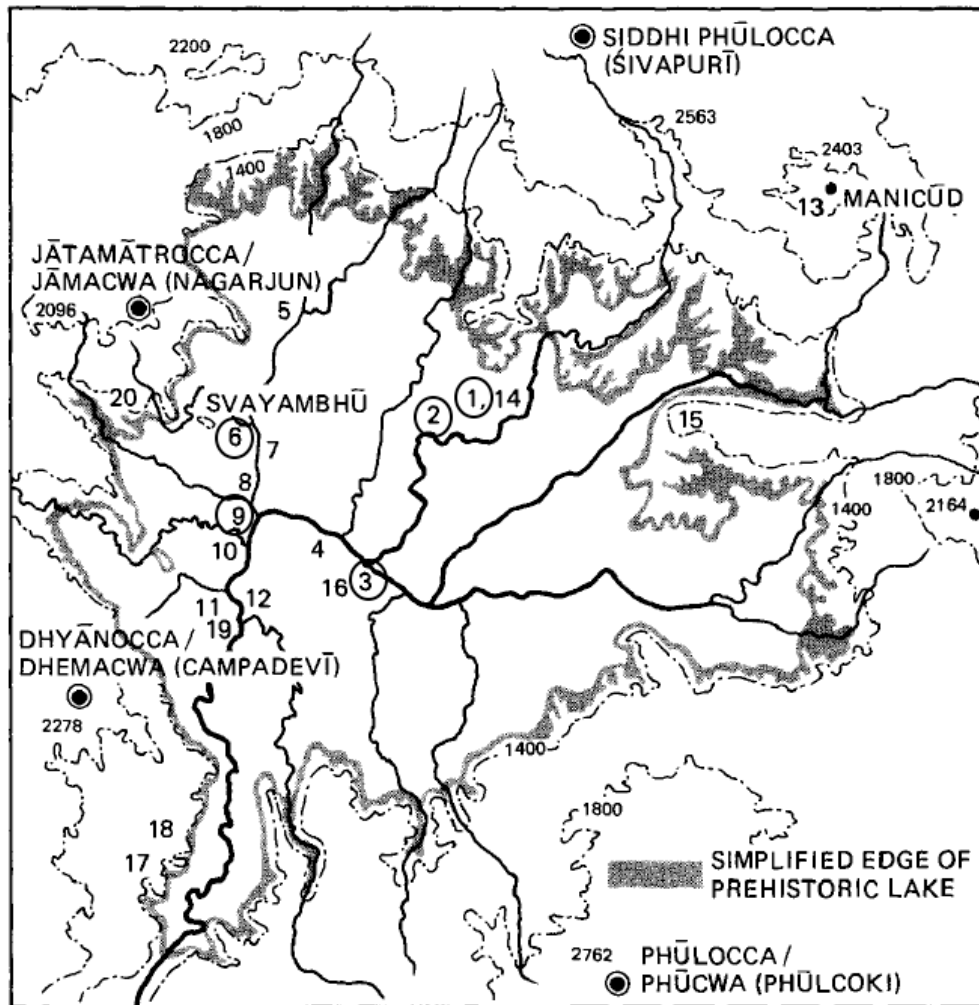 2200
SIDDHI PHŪLOCCA
(ŚIVAPURĪ)
1800
2563
2403
1400
13
MANICŪD
JĀTAMĀTROCCA/
JĀMACWA (NAGARJUN)
2096
5
20
SVAYAMBHŪ
1, 14
2
6
7
15
8
9
1800
1400
2164
10
4
16
3
11
12
19
DHYĀNOCCA/
DHEMACWA (CAMPADEVĪ)
2278
1400
1800
18
17
SIMPLIFIED EDGE OF
PREHISTORIC LAKE
2762
PHŪLOCCA/
PHŪCWA (PHŪLCOKI)